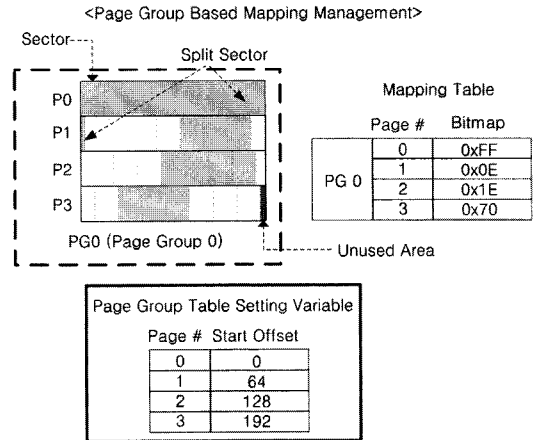 <Page Group Based Mapping Management>
Sector
Split Sector
P0
P1
P2
P3
PG0 (Page Group 0)
Unused Area
Mapping Table
Page # Bitmap
PG 0
0 0xFF
1 0x0E
2 0x1E
3 0x70
Page Group Table Setting Variable
Page # Start Offset
0 0
1 64
2 128
3 192